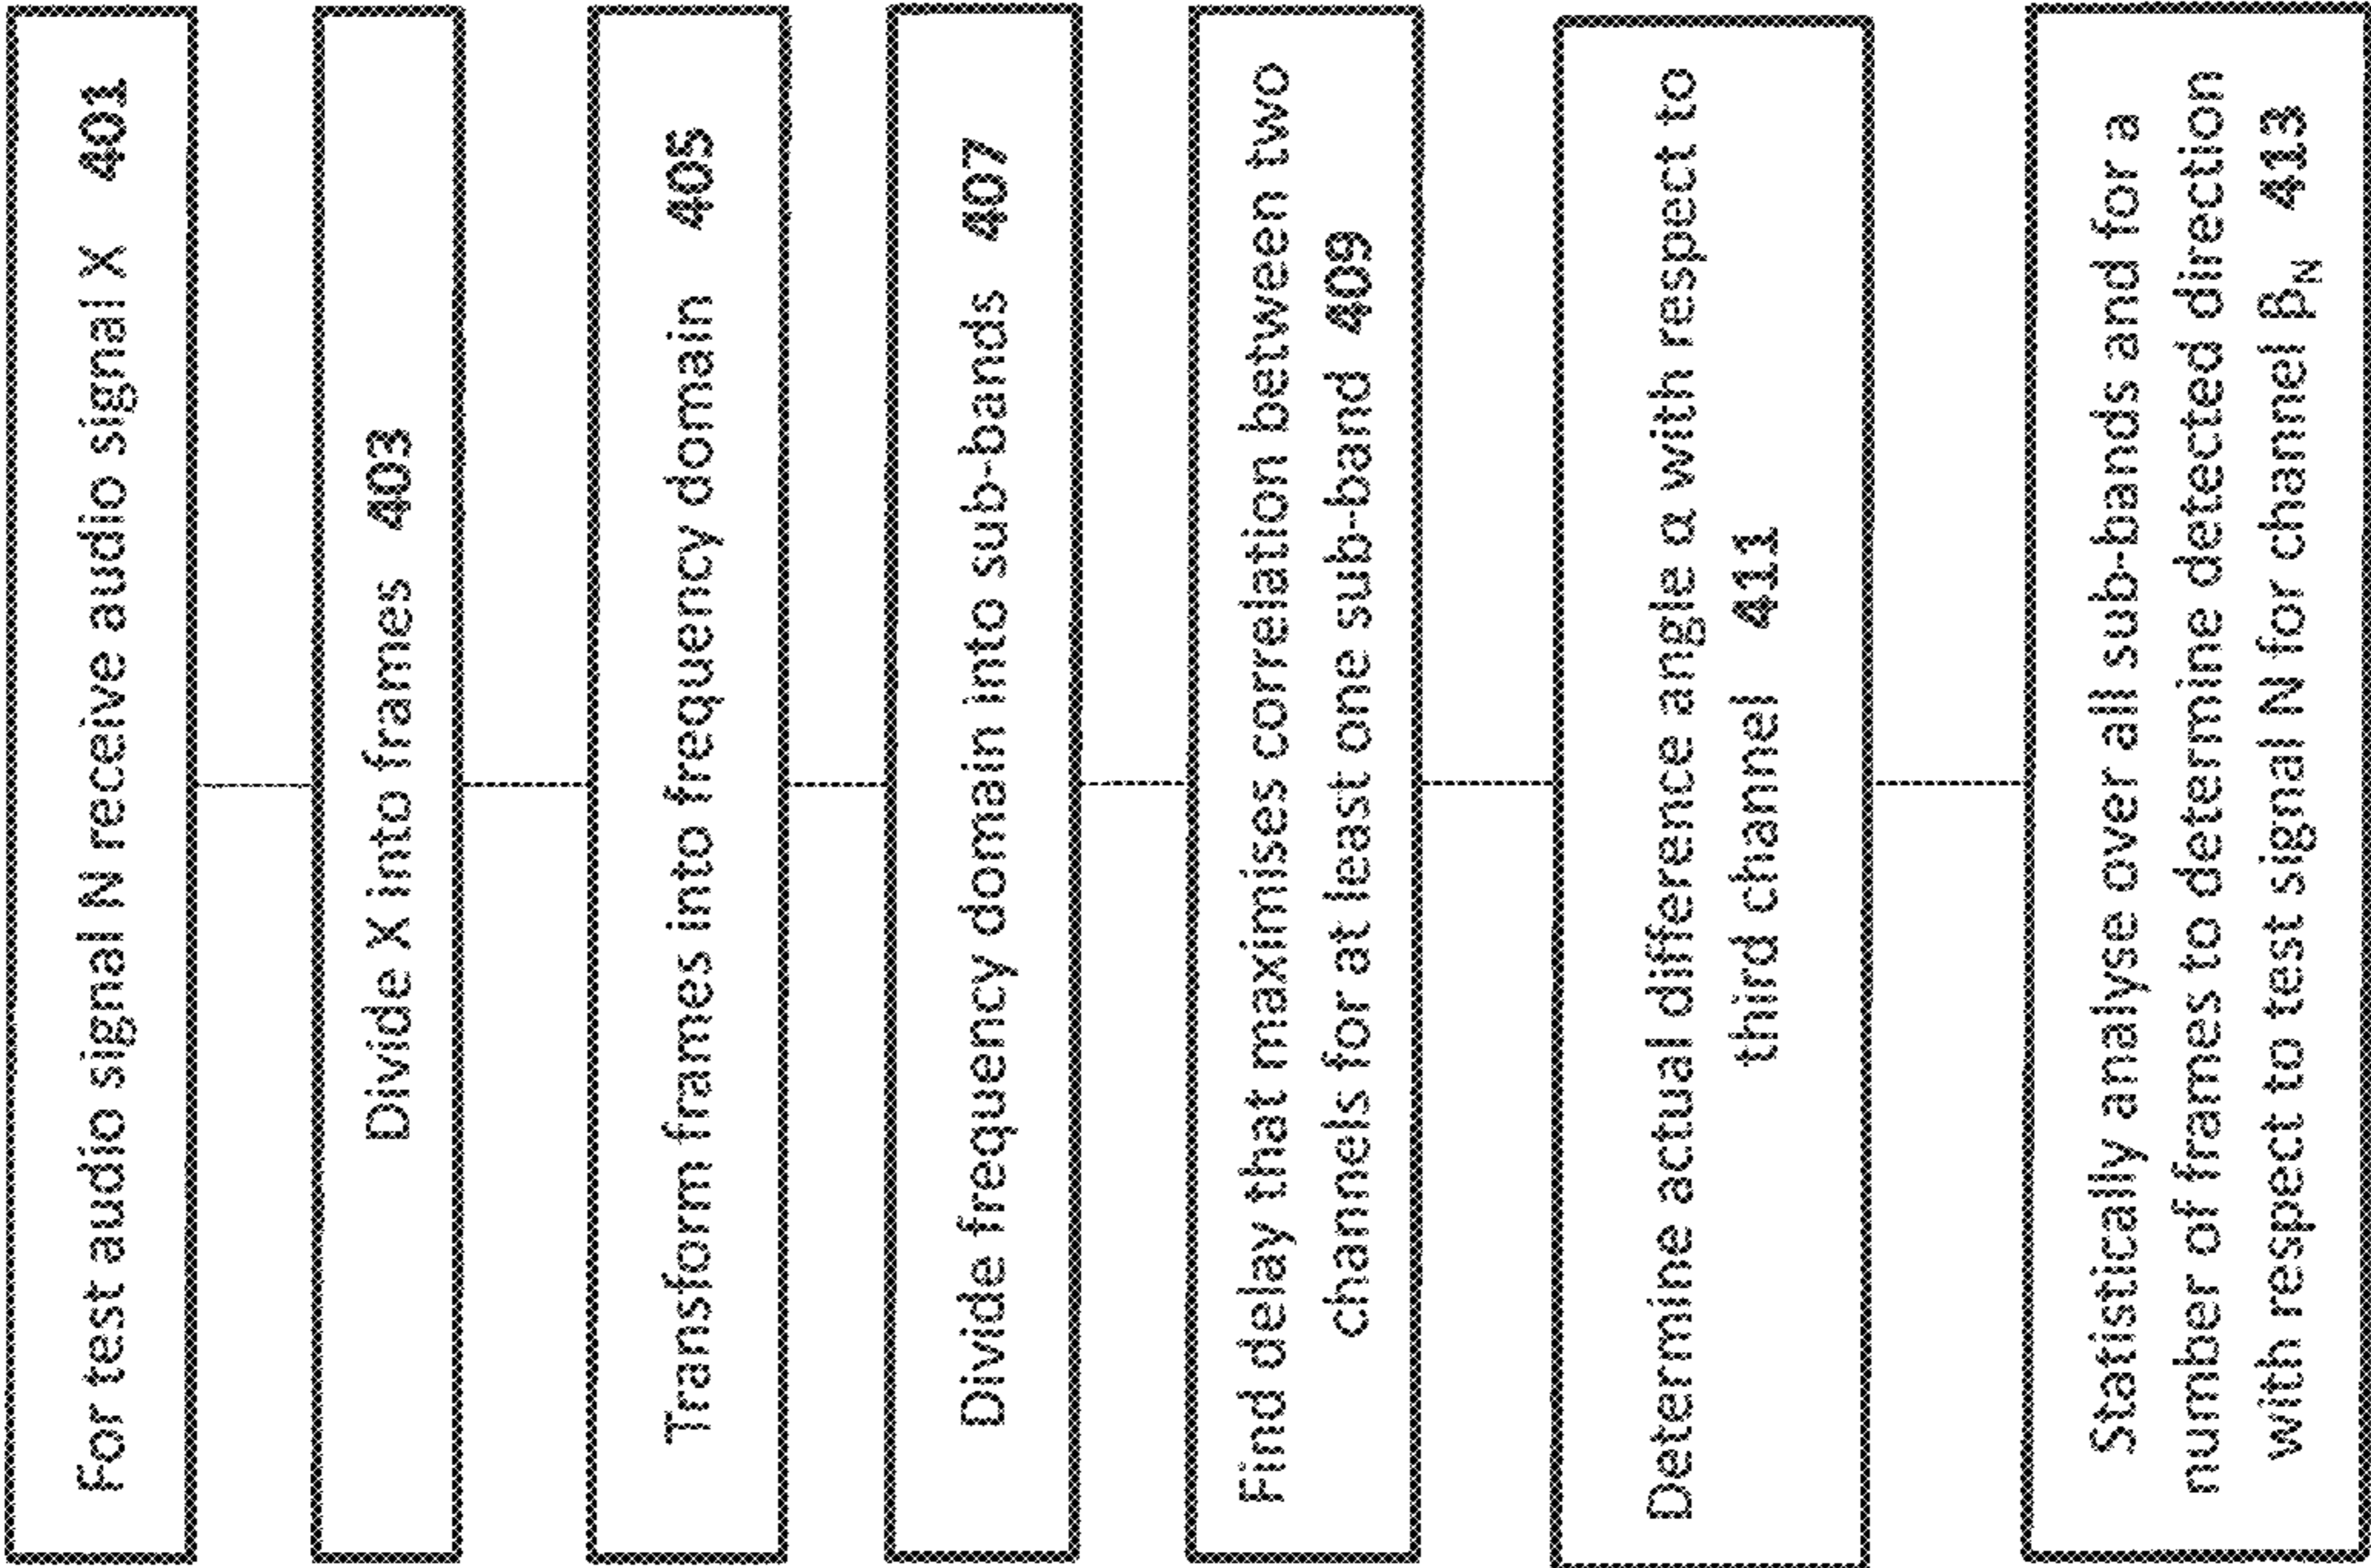 For test audio signal N receive audio signal X 401
Divide X into frames 403
Transform frames into frequency domain 405
Divide frequency domain into sub-bands 407
Find delay that maximises correlation between two
channels for at least one sub-band 409
Determine actual difference angle α with respect to
third channel 411
Statistically analyse over all sub-bands and for a
number of frames to determine detected direction
with respect to test signal N for channel βN 413